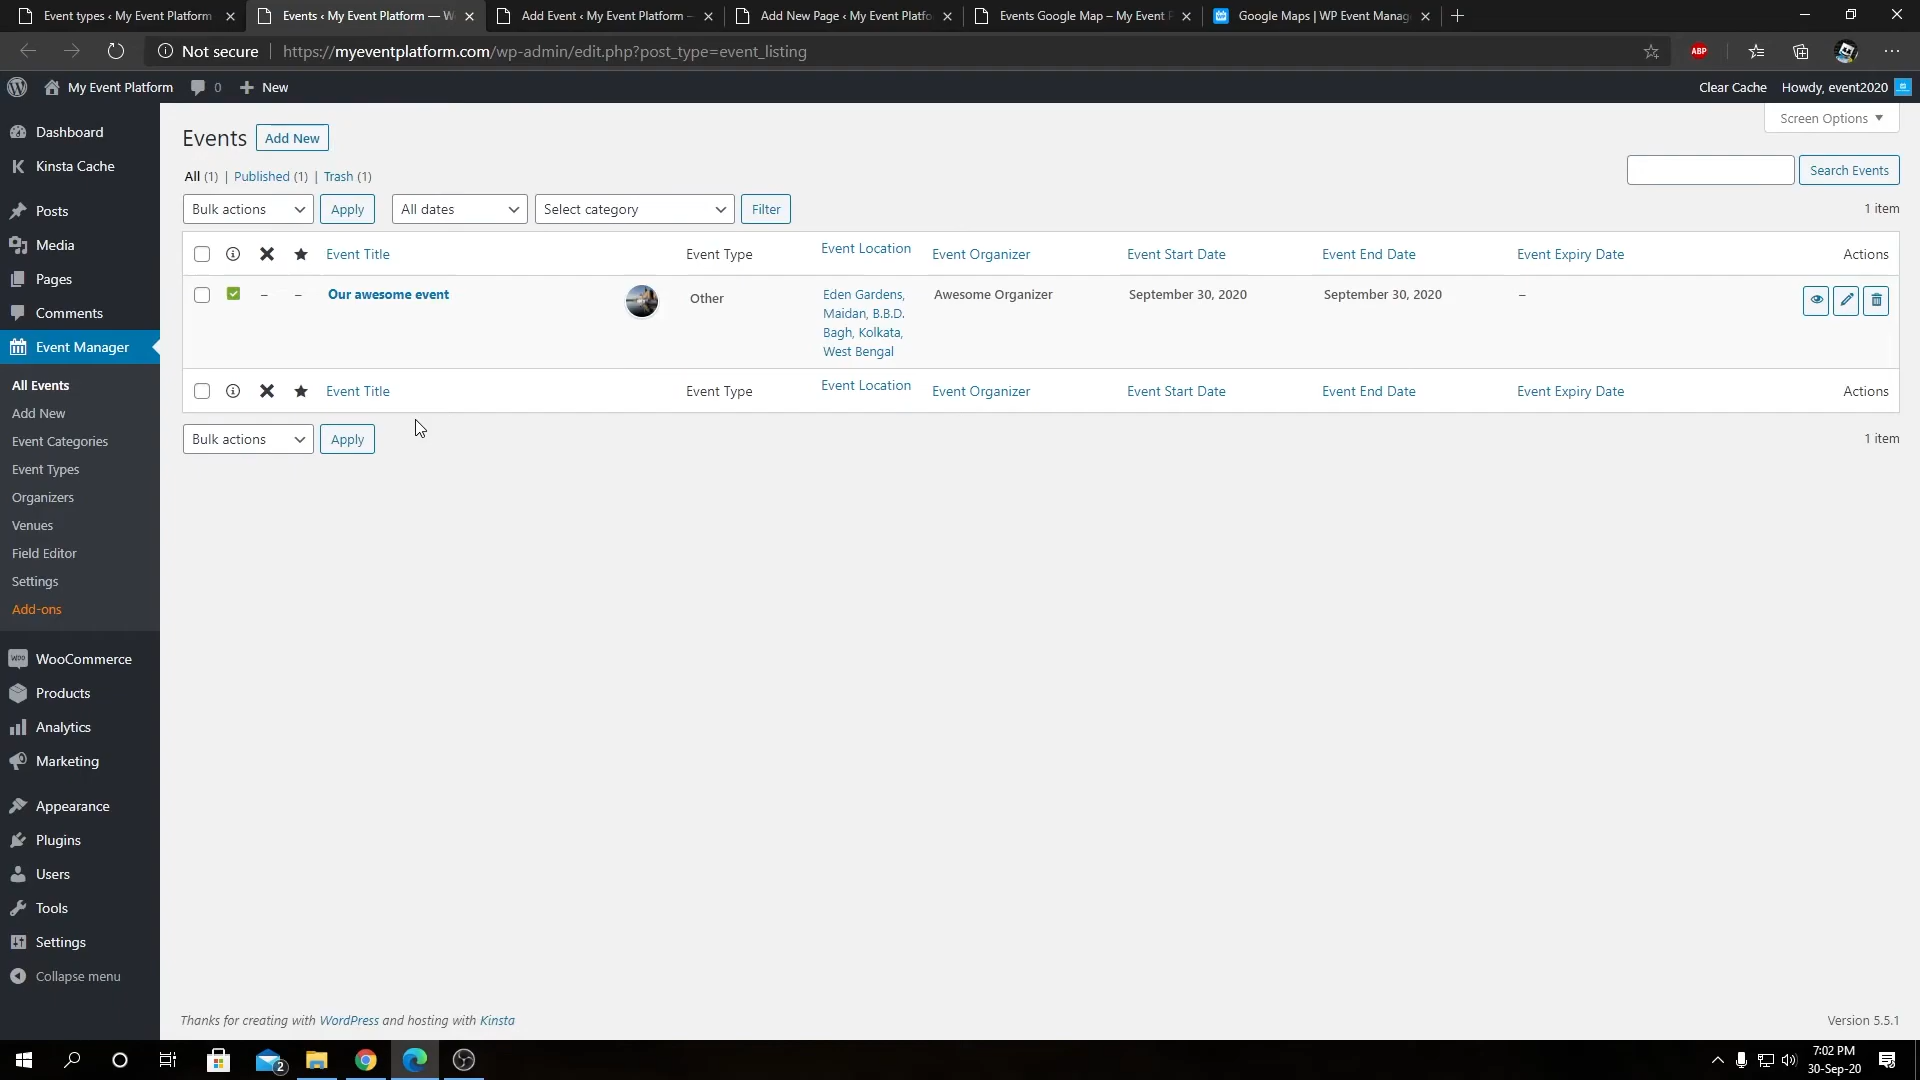 Event types ‹ My Event Platform
Events ‹ My Event Platform — W
Add Event ‹ My Event Platform –
Add New Page ‹ My Event Platfo
Events Google Map – My Event P
Google Maps | WP Event Manag
Not secure
https://myeventplatform.com/wp-admin/edit.php?post_type=event_listing
ABP
My Event Platform
0
New
Clear Cache
Howdy, event2020
Dashboard
Kinsta Cache
Posts
Media
Pages
Comments
Event Manager
All Events
Add New
Event Categories
Event Types
Organizers
Venues
Field Editor
Settings
Add-ons
WooCommerce
Products
Analytics
Marketing
Appearance
Plugins
Users
Tools
Settings
Collapse menu
Screen Options
Events
Add New
All (1) | Published (1) | Trash (1)
Search Events
Bulk actions
Apply
All dates
Select category
Filter
1 item
Event Title
Event Type
Event Location
Event Organizer
Event Start Date
Event End Date
Event Expiry Date
Actions
– –
Our awesome event
Other
Eden Gardens,
Maidan, B.B.D.
Bagh, Kolkata,
West Bengal
Awesome Organizer
September 30, 2020
September 30, 2020
–
Event Title
Event Type
Event Location
Event Organizer
Event Start Date
Event End Date
Event Expiry Date
Actions
Bulk actions
Apply
1 item
Thanks for creating with WordPress and hosting with Kinsta
Version 5.5.1
2
7:02 PM
30-Sep-20